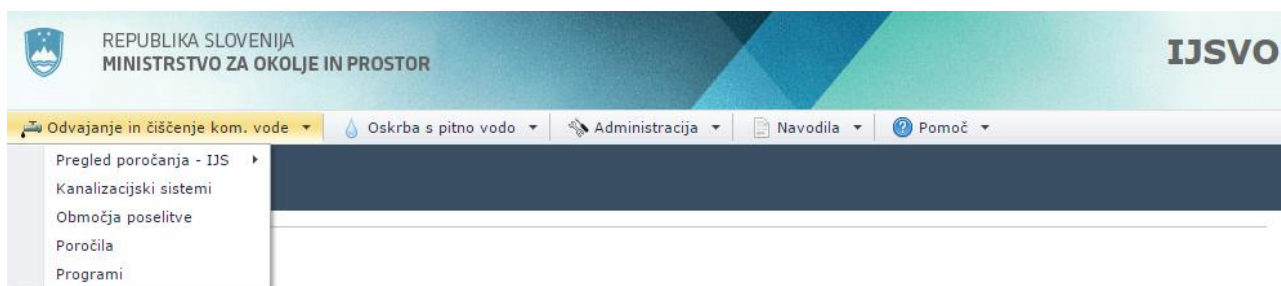 REPUBLIKA SLOVENIJA
MINISTRSTVO ZA OKOLJE IN PROSTOR
IJSVO
Odvajanje in čiščenje kom. vode Oskrba s pitno vodo Administracija Navodila Pomoč
Pregled poročanja - IJS
Kanalizacijski sistemi
Območja poselitve
Poročila
Programi